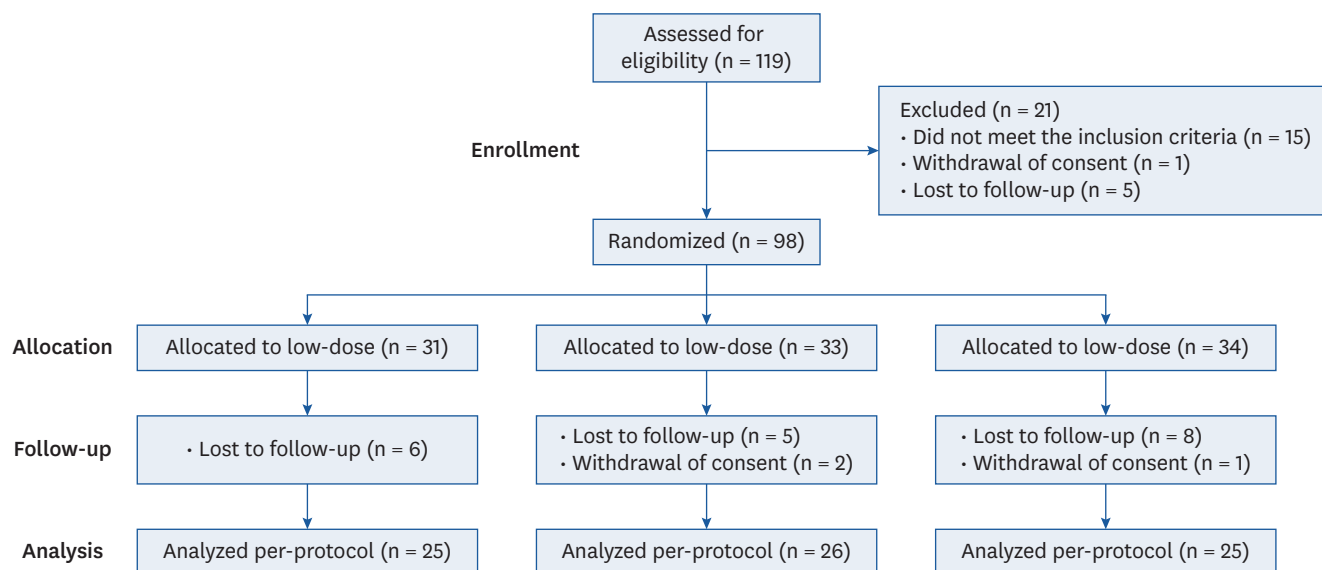 Assessed for
eligibility (n = 119)
Excluded (n = 21)
· Did not meet the inclusion criteria (n = 15)
· Withdrawal of consent (n = 1)
· Lost to follow-up (n = 5)
Enrollment
Randomized (n = 98)
Allocation
Allocated to low-dose (n = 31)
Allocated to low-dose (n = 33)
Allocated to low-dose (n = 34)
Follow-up
· Lost to follow-up (n = 6)
· Lost to follow-up (n = 5)
· Withdrawal of consent (n = 2)
· Lost to follow-up (n = 8)
· Withdrawal of consent (n = 1)
Analysis
Analyzed per-protocol (n = 25)
Analyzed per-protocol (n = 26)
Analyzed per-protocol (n = 25)